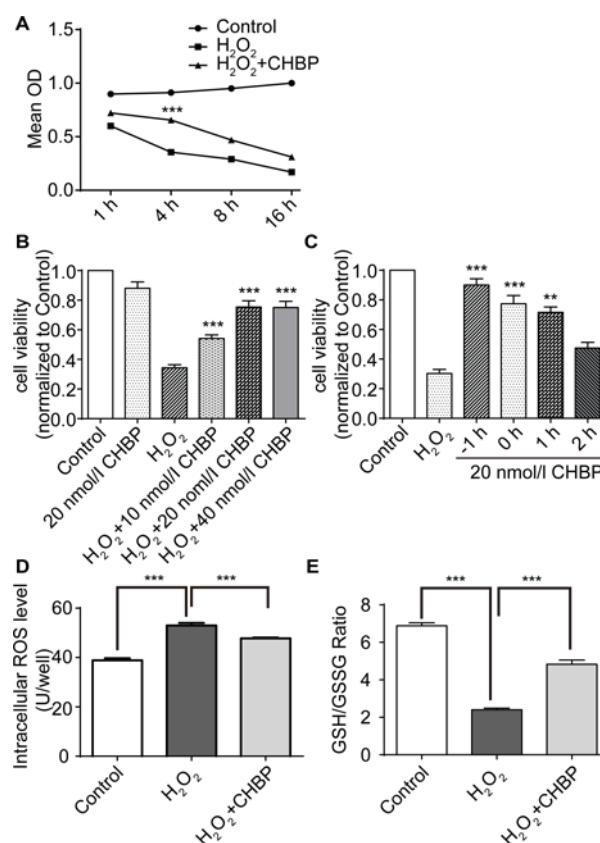 A
Control
H₂O₂
H₂O₂+CHBP
Mean OD
1.5
1.0
0.5
0.0
***
1 h
4 h
8 h
16 h
B
cell viability
(normalized to Control)
1.0
0.8
0.6
0.4
0.2
0.0
***
***
***
Control
20 nmol/l CHBP
H₂O₂
H₂O₂+10 nmol/l CHBP
H₂O₂+20 noml/l CHBP
H₂O₂+40 nmol/l CHBP
C
cell viability
(normalized to Control)
1.0
0.8
0.6
0.4
0.2
0.0
***
***
**
Control
H₂O₂
-1 h
0 h
1 h
2 h
20 nmol/l CHBP
D
Intracellular ROS level
(U/well)
60
40
20
0
***
***
Control
H₂O₂
H₂O₂+CHBP
E
GSH/GSSG Ratio
8
6
4
2
0
***
***
Control
H₂O₂
H₂O₂+CHBP